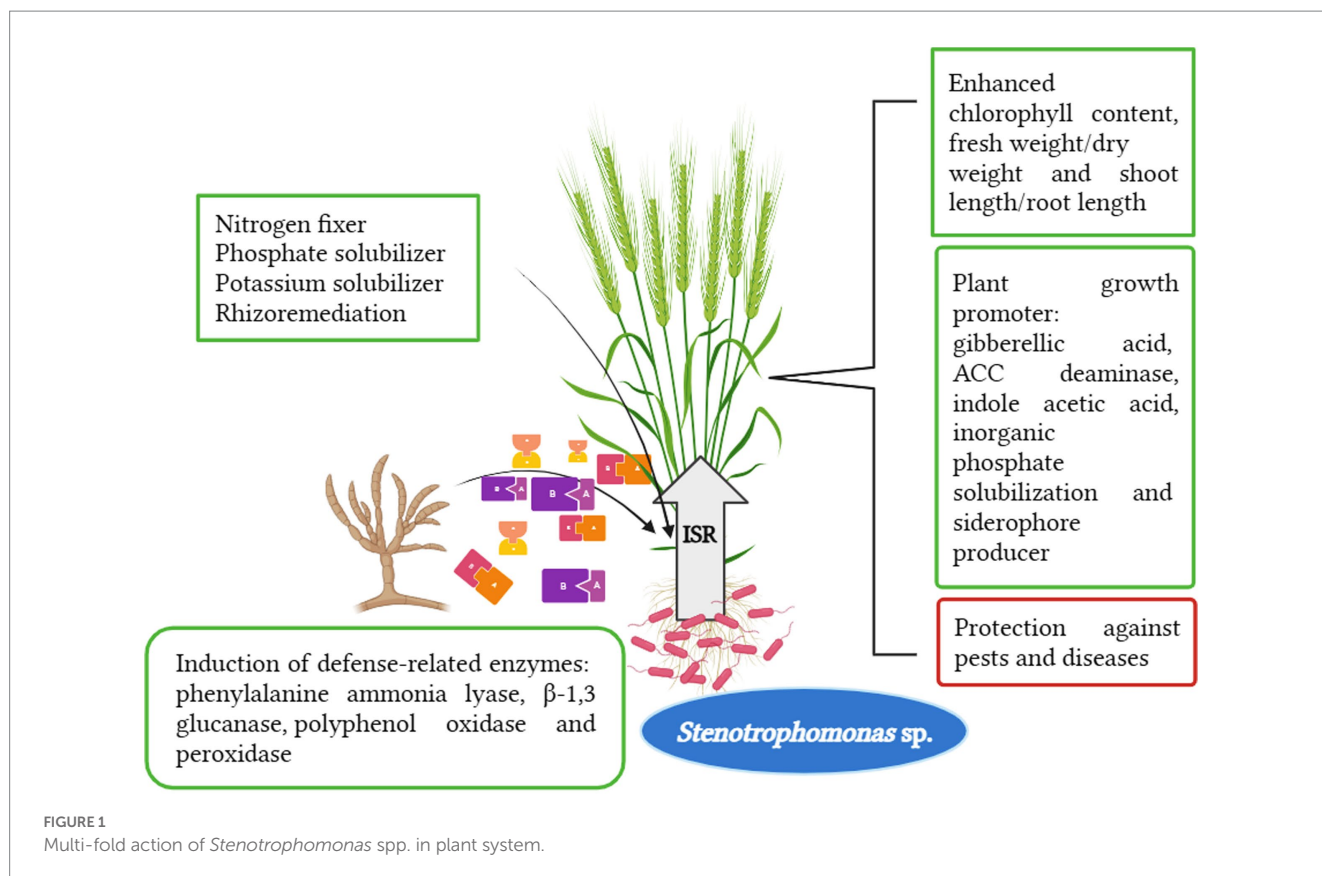 Nitrogen fixer
Phosphate solubilizer
Potassium solubilizer
Rhizoremediation
Enhanced
chlorophyll content,
fresh weight/dry
weight and shoot
length/root length
Plant growth
promoter:
gibberellic acid,
ACC deaminase,
indole acetic acid,
inorganic
phosphate
solubilization and
siderophore
producer
Protection against
pests and diseases
B A
B A
B A
ISR
Induction of defense-related enzymes:
phenylalanine ammonia lyase, β-1,3
glucanase, polyphenol oxidase and
peroxidase
Stenotrophomonas sp.
FIGURE 1
Multi-fold action of Stenotrophomonas spp. in plant system.